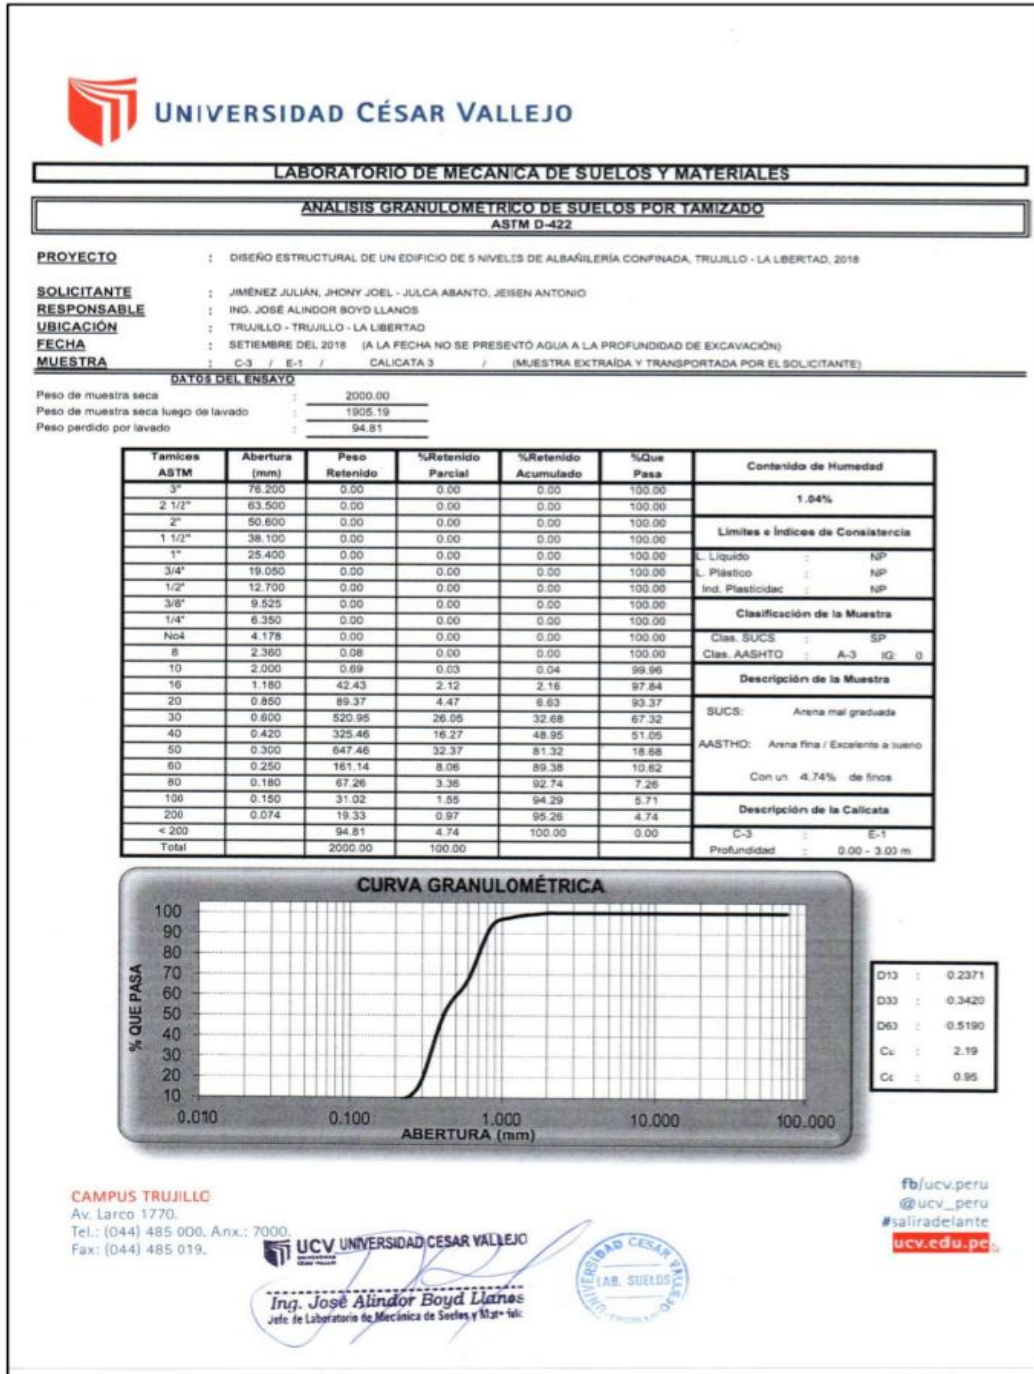 UNIVERSIDAD CÉSAR VALLEJO
LABORATORIO DE MECÁNICA DE SUELOS Y MATERIALES
ANÁLISIS GRANULOMÉTRICO DE SUELOS POR TAMIZADO
ASTM D-422
PROYECTO : DISEÑO ESTRUCTURAL DE UN EDIFICIO DE 5 NIVELES DE ALBAÑILERÍA CONFINADA, TRUJILLO - LA LIBERTAD, 2018
SOLICITANTE : JIMÉNEZ JULIÁN, JHONY JOEL - JULCA ABANTO, JEISEN ANTONIO
RESPONSABLE : ING. JOSÉ ALINDOR BOYD LLANOS
UBICACIÓN : TRUJILLO - TRUJILLO - LA LIBERTAD
FECHA : SETIEMBRE DEL 2018 (A LA FECHA NO SE PRESENTÓ AGUA A LA PROFUNDIDAD DE EXCAVACIÓN)
MUESTRA : C-3 / E-1 / CALICATA 3 / (MUESTRA EXTRAÍDA Y TRANSPORTADA POR EL SOLICITANTE)
DATOS DEL ENSAYO
Peso de muestra seca : 2000.00
Peso de muestra seca luego de lavado : 1905.19
Peso perdido por lavado : 94.81
Tamices ASTM Abertura (mm) Peso Retenido %Retenido Parcial %Retenido Acumulado %Que Pasa
3" 76.200 0.00 0.00 0.00 100.00
2 1/2" 63.500 0.00 0.00 0.00 100.00
2" 50.600 0.00 0.00 0.00 100.00
1 1/2" 38.100 0.00 0.00 0.00 100.00
1" 25.400 0.00 0.00 0.00 100.00
3/4" 19.050 0.00 0.00 0.00 100.00
1/2" 12.700 0.00 0.00 0.00 100.00
3/8" 9.525 0.00 0.00 0.00 100.00
1/4" 6.350 0.00 0.00 0.00 100.00
No4 4.178 0.00 0.00 0.00 100.00
8 2.360 0.08 0.00 0.00 100.00
10 2.000 0.69 0.03 0.04 99.96
16 1.180 42.43 2.12 2.16 97.84
20 0.850 89.37 4.47 6.63 93.37
30 0.600 520.95 26.05 32.68 67.32
40 0.420 325.46 16.27 48.95 51.05
50 0.300 647.46 32.37 81.32 18.68
60 0.250 161.14 8.06 89.38 10.62
80 0.180 67.26 3.36 92.74 7.26
100 0.150 31.02 1.55 94.29 5.71
200 0.074 19.33 0.97 95.26 4.74
< 200 94.81 4.74 100.00 0.00
Total 2000.00 100.00
Contenido de Humedad
1.04%
Límites e Índices de Consistencia
L. Líquido : NP
L. Plástico : NP
Ind. Plasticidac : NP
Clasificación de la Muestra
Clas. SUCS : SP
Clas. AASHTO : A-3 IG: 0
Descripción de la Muestra
SUCS: Arena mal graduada
AASTHO: Arena fina / Excelente a bueno
Con un 4.74% de finos
Descripción de la Calicata
C-3 : E-1
Profundidad : 0.00 - 3.00 m
CURVA GRANULOMÉTRICA
% QUE PASA
100
90
80
70
60
50
40
30
20
10
0.010 0.100 1.000 10.000 100.000
ABERTURA (mm)
D10 : 0.2371
D30 : 0.3420
D60 : 0.5190
Cu : 2.19
Cc : 0.95
CAMPUS TRUJILLO
Av. Larco 1770.
Tel.: (044) 485 000. Anx.: 7000.
Fax: (044) 485 019.
fb/ucv.peru
@ucv_peru
#saliradelante
ucv.edu.pe
UCV UNIVERSIDAD CESAR VALLEJO
Ing. José Alindor Boyd Llanos
Jefe de Laboratorio de Mecánica de Suelos y Materiale
UNIVERSIDAD CESAR VALLEJO
LAB. SUELOS